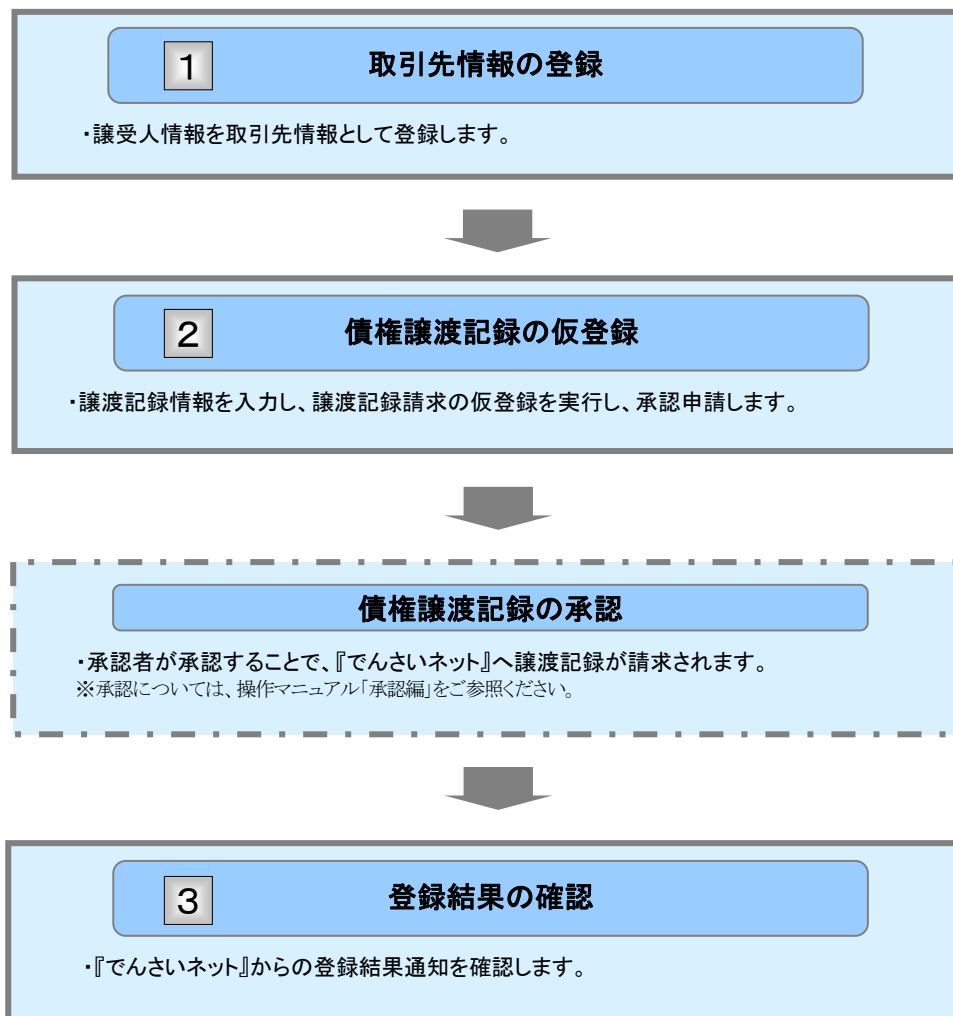 1 取引先情報の登録
・譲受人情報を取引先情報として登録します。
2 債権譲渡記録の仮登録
・譲渡記録情報を入力し、譲渡記録請求の仮登録を実行し、承認申請します。
債権譲渡記録の承認
・承認者が承認することで、『でんさいネット』へ譲渡記録が請求されます。
※承認については、操作マニュアル「承認編」をご参照ください。
3 登録結果の確認
・『でんさいネット』からの登録結果通知を確認します。